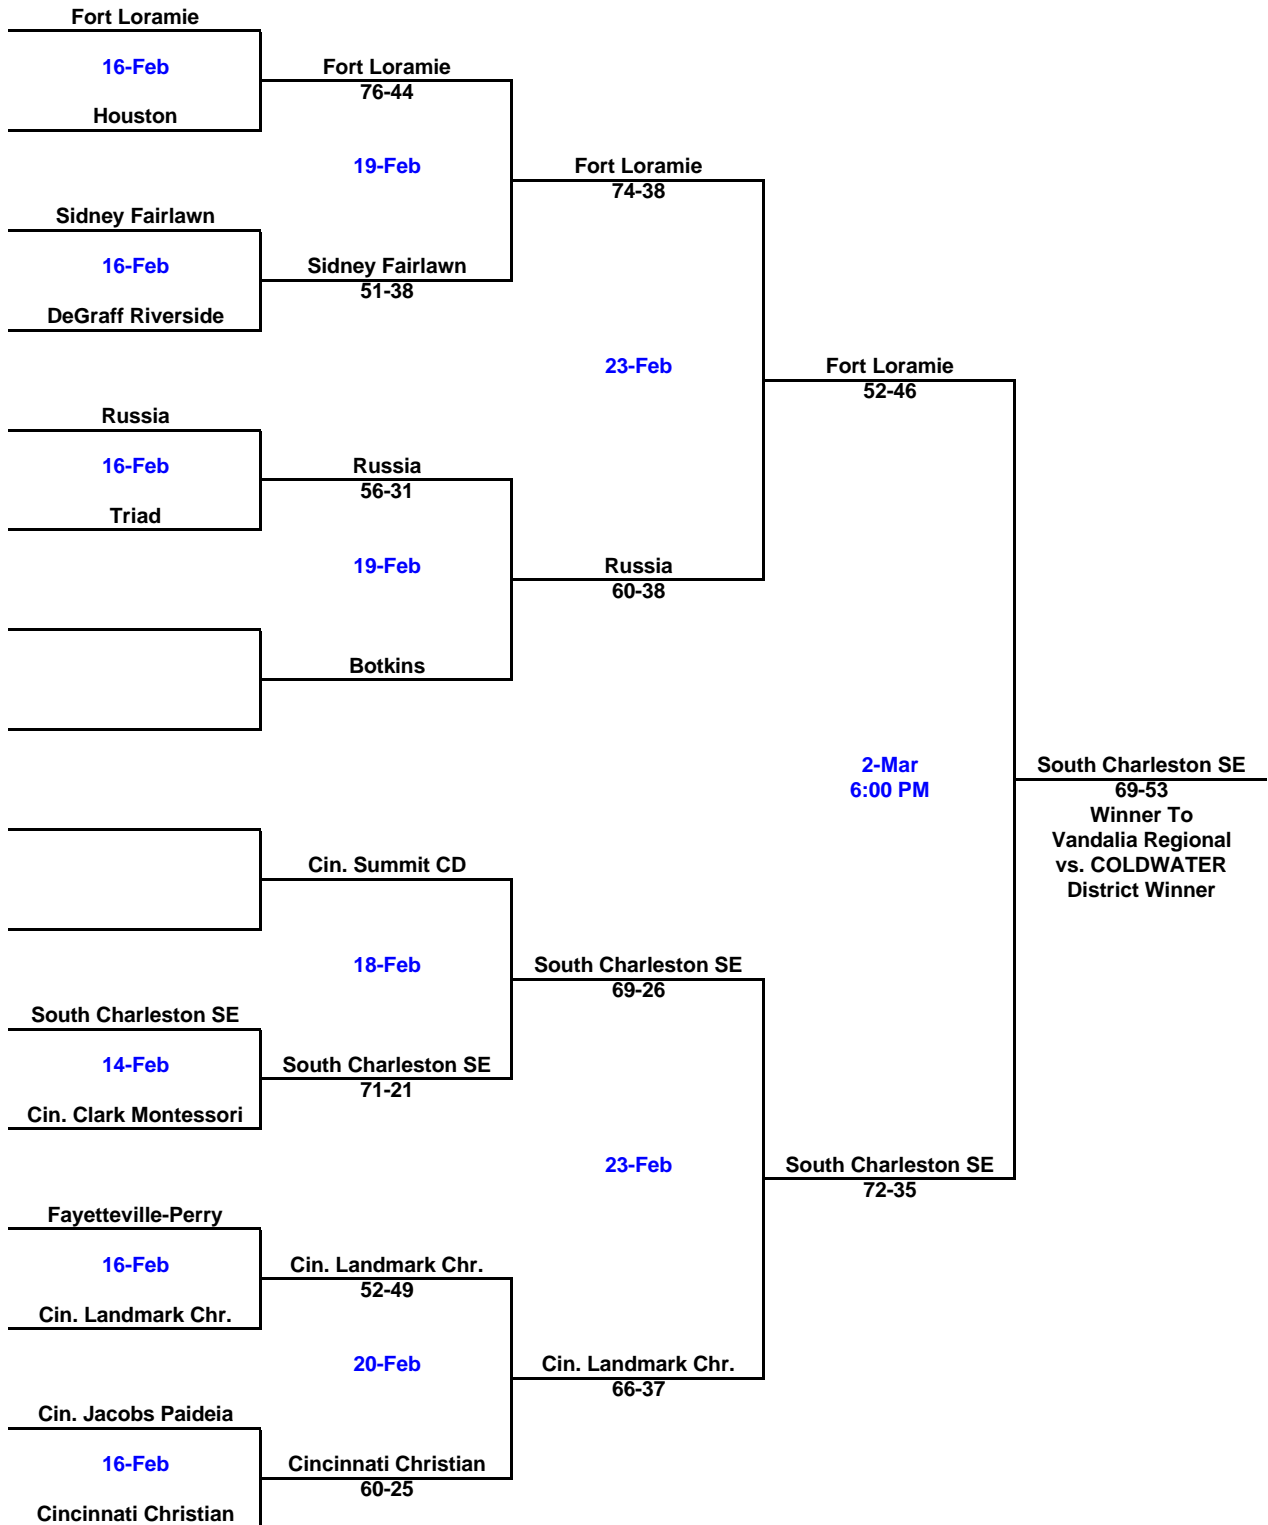 Fort Loramie
16-Feb
Fort Loramie
76-44
Houston
19-Feb
Fort Loramie
74-38
Sidney Fairlawn
16-Feb
Sidney Fairlawn
51-38
DeGraff Riverside
23-Feb
Fort Loramie
52-46
Russia
16-Feb
Russia
56-31
Triad
19-Feb
Russia
60-38
Botkins
2-Mar
6:00 PM
South Charleston SE
69-53
Winner To
Vandalia Regional
vs. COLDWATER
District Winner
Cin. Summit CD
18-Feb
South Charleston SE
69-26
South Charleston SE
14-Feb
South Charleston SE
71-21
Cin. Clark Montessori
23-Feb
South Charleston SE
72-35
Fayetteville-Perry
16-Feb
Cin. Landmark Chr.
52-49
Cin. Landmark Chr.
20-Feb
Cin. Landmark Chr.
66-37
Cin. Jacobs Paideia
16-Feb
Cincinnati Christian
60-25
Cincinnati Christian